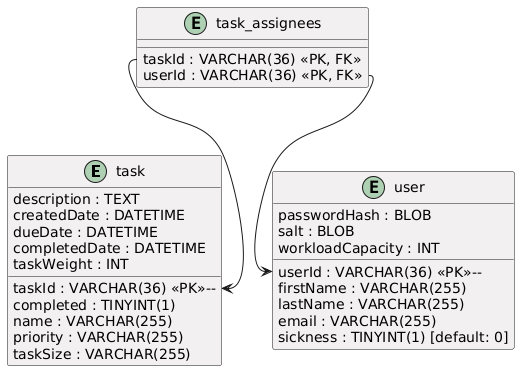 E task_assignees
taskId : VARCHAR(36) «PK, FK»
userId : VARCHAR(36) «PK, FK»
E task
description : TEXT
createdDate : DATETIME
dueDate : DATETIME
completedDate : DATETIME
taskWeight : INT
taskId : VARCHAR(36) «PK»--
completed : TINYINT(1)
name : VARCHAR(255)
priority : VARCHAR(255)
taskSize : VARCHAR(255)
E user
passwordHash : BLOB
salt : BLOB
workloadCapacity : INT
userId : VARCHAR(36) «PK»--
firstName : VARCHAR(255)
lastName : VARCHAR(255)
email : VARCHAR(255)
sickness : TINYINT(1) [default: 0]